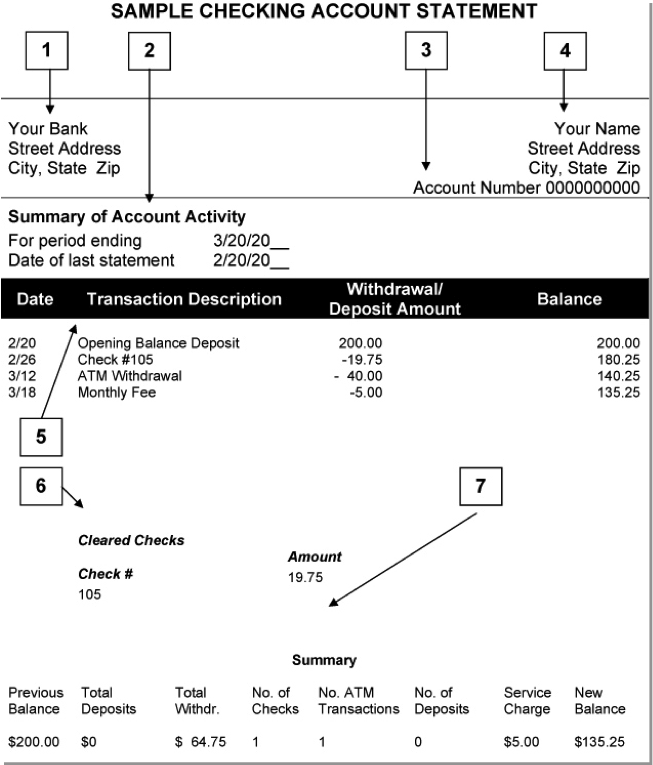 SAMPLE CHECKING ACCOUNT STATEMENT
1 2 3 4
Your Bank Your Name
Street Address Street Address
City, State Zip City, State Zip
Account Number 0000000000
Summary of Account Activity
For period ending 3/20/20__
Date of last statement 2/20/20__
Date Transaction Description Withdrawal/ Deposit Amount Balance
2/20 Opening Balance Deposit 200.00 200.00
2/26 Check #105 -19.75 180.25
3/12 ATM Withdrawal - 40.00 140.25
3/18 Monthly Fee -5.00 135.25
5
6 7
Cleared Checks
Amount
Check # 19.75
105
Summary
Previous Total Total No. of No. ATM No. of Service New
Balance Deposits Withdr. Checks Transactions Deposits Charge Balance
$200.00 $0 $ 64.75 1 1 0 $5.00 $135.25